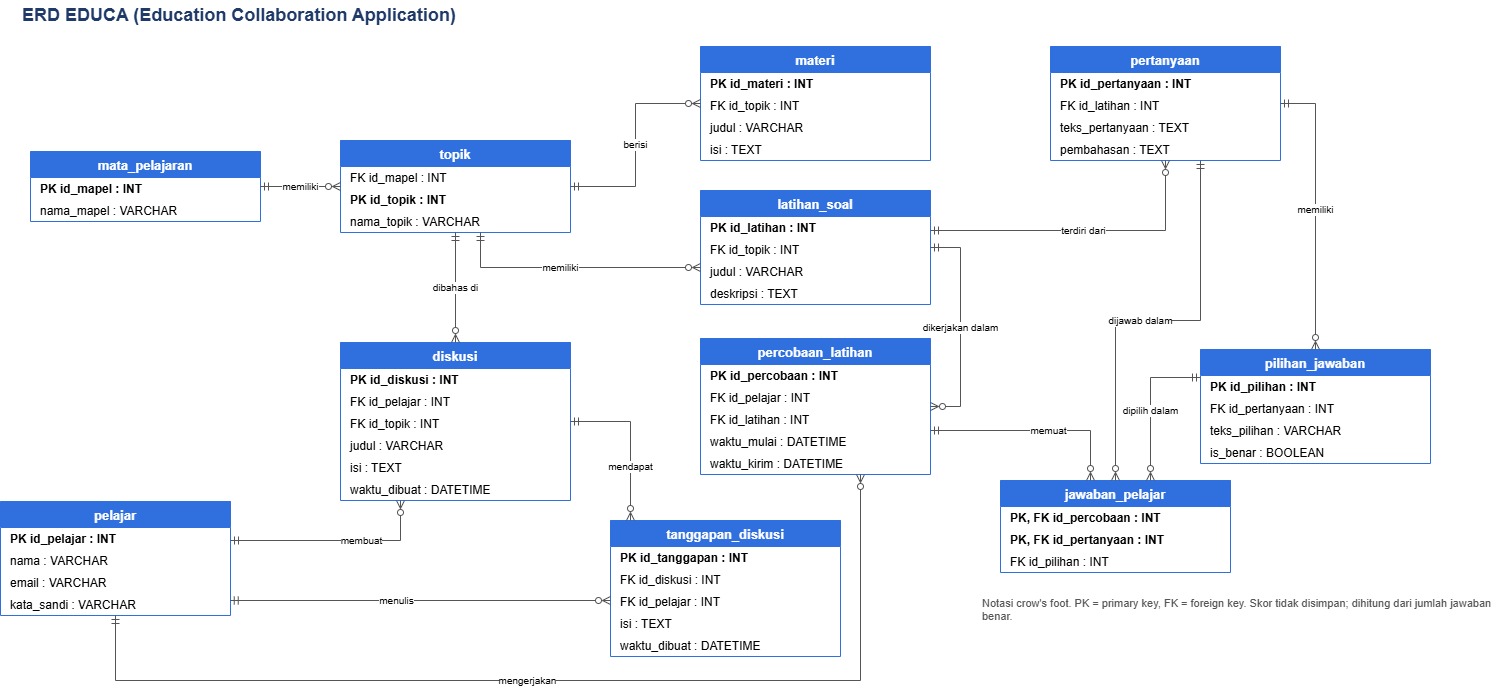 ERD EDUCA (Education Collaboration Application)
mata_pelajaran
PK id_mapel : INT
nama_mapel : VARCHAR
memiliki
topik
FK id_mapel : INT
PK id_topik : INT
nama_topik : VARCHAR
berisi
materi
PK id_materi : INT
FK id_topik : INT
judul : VARCHAR
isi : TEXT
pertanyaan
PK id_pertanyaan : INT
FK id_latihan : INT
teks_pertanyaan : TEXT
pembahasan : TEXT
latihan_soal
PK id_latihan : INT
FK id_topik : INT
judul : VARCHAR
deskripsi : TEXT
terdiri dari
memiliki
memiliki
dibahas di
dikerjakan dalam
dijawab dalam
diskusi
PK id_diskusi : INT
FK id_pelajar : INT
FK id_topik : INT
judul : VARCHAR
isi : TEXT
waktu_dibuat : DATETIME
percobaan_latihan
PK id_percobaan : INT
FK id_pelajar : INT
FK id_latihan : INT
waktu_mulai : DATETIME
waktu_kirim : DATETIME
pilihan_jawaban
PK id_pilihan : INT
FK id_pertanyaan : INT
teks_pilihan : VARCHAR
is_benar : BOOLEAN
dipilih dalam
memuat
mendapat
pelajar
PK id_pelajar : INT
nama : VARCHAR
email : VARCHAR
kata_sandi : VARCHAR
membuat
menulis
tanggapan_diskusi
PK id_tanggapan : INT
FK id_diskusi : INT
FK id_pelajar : INT
isi : TEXT
waktu_dibuat : DATETIME
jawaban_pelajar
PK, FK id_percobaan : INT
PK, FK id_pertanyaan : INT
FK id_pilihan : INT
Notasi crow's foot. PK = primary key, FK = foreign key. Skor tidak disimpan; dihitung dari jumlah jawaban
benar.
mengerjakan